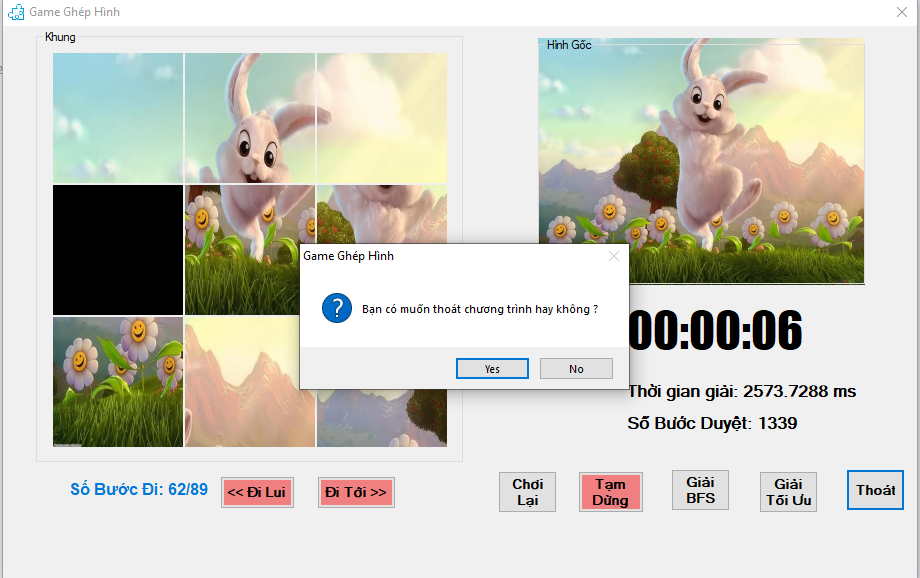 Game Ghép Hình
Khung
Hình Gốc
Game Ghép Hình
Bạn có muốn thoát chương trình hay không ?
Yes
No
00:00:06
Thời gian giải: 2573.7288 ms
Số Bước Duyệt: 1339
Số Bước Đi: 62/89
<< Đi Lui
Đi Tới >>
Chơi
Lại
Tạm
Dừng
Giải
BFS
Giải
Tối Ưu
Thoát